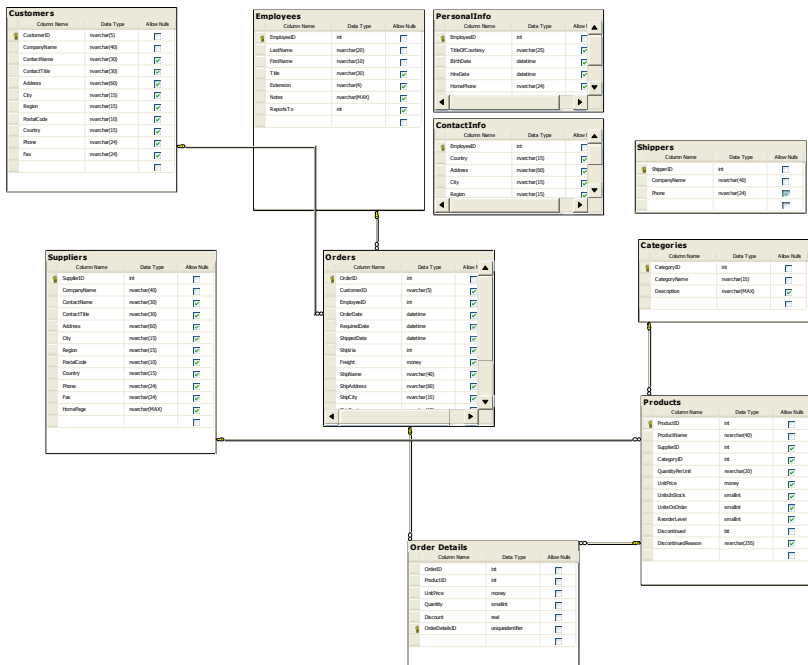 Customers
Column Name Data Type Allow Nulls
CustomerID nvarchar(5)
CompanyName nvarchar(40)
ContactName nvarchar(30)
ContactTitle nvarchar(30)
Address nvarchar(60)
City nvarchar(15)
Region nvarchar(15)
PostalCode nvarchar(10)
Country nvarchar(15)
Phone nvarchar(24)
Fax nvarchar(24)
Employees
Column Name Data Type Allow Nulls
EmployeeID int
LastName nvarchar(20)
FirstName nvarchar(10)
Title nvarchar(30)
Extension nvarchar(4)
Notes nvarchar(MAX)
ReportsTo int
PersonalInfo
Column Name Data Type Allow
EmployeeID int
TitleOfCourtesy nvarchar(25)
BirthDate datetime
HireDate datetime
HomePhone nvarchar(24)
ContactInfo
Column Name Data Type Allow
EmployeeID int
Country nvarchar(15)
Address nvarchar(60)
City nvarchar(15)
Region nvarchar(15)
Shippers
Column Name Data Type Allow Nulls
ShipperID int
CompanyName nvarchar(40)
Phone nvarchar(24)
Suppliers
Column Name Data Type Allow Nulls
SupplierID int
CompanyName nvarchar(40)
ContactName nvarchar(30)
ContactTitle nvarchar(30)
Address nvarchar(60)
City nvarchar(15)
Region nvarchar(15)
PostalCode nvarchar(10)
Country nvarchar(15)
Phone nvarchar(24)
Fax nvarchar(24)
HomePage nvarchar(MAX)
Orders
Column Name Data Type Allow
OrderID int
CustomerID nvarchar(5)
EmployeeID int
OrderDate datetime
RequiredDate datetime
ShippedDate datetime
ShipVia int
Freight money
ShipName nvarchar(40)
ShipAddress nvarchar(60)
ShipCity nvarchar(15)
Categories
Column Name Data Type Allow Nulls
CategoryID int
CategoryName nvarchar(15)
Description nvarchar(MAX)
Products
Column Name Data Type Allow Nulls
ProductID int
ProductName nvarchar(40)
SupplierID int
CategoryID int
QuantityPerUnit nvarchar(20)
UnitPrice money
UnitsInStock smallint
UnitsOnOrder smallint
ReorderLevel smallint
Discontinued bit
DiscontinuedReason nvarchar(255)
Order Details
Column Name Data Type Allow Nulls
OrderID int
ProductID int
UnitPrice money
Quantity smallint
Discount real
OrderDetailsID uniqueidentifier